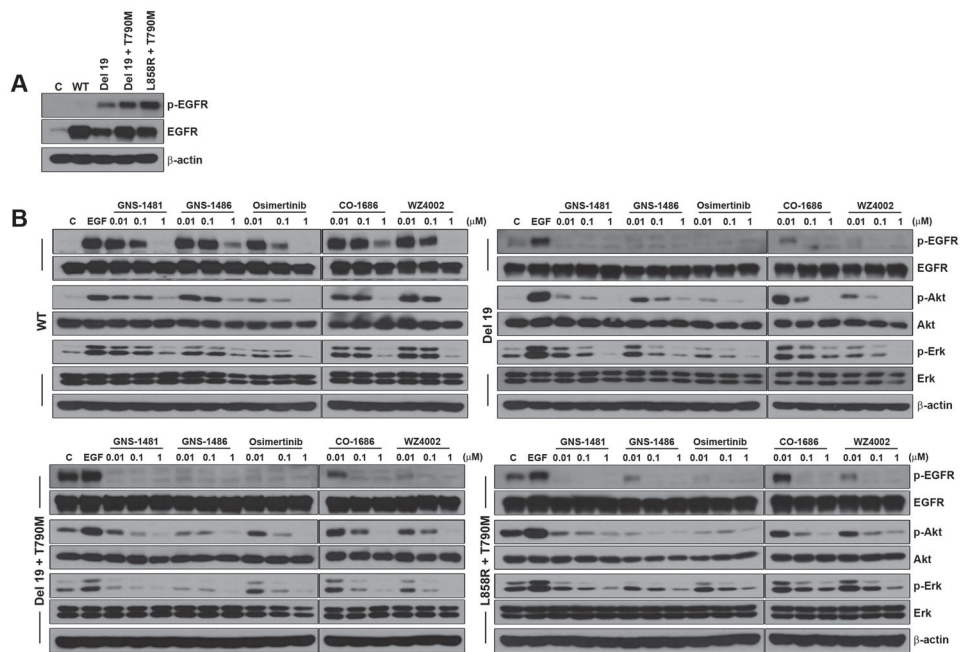 A
C WT Del 19 Del 19 + T790M L858R + T790M
p-EGFR
EGFR
β-actin
B
GNS-1481 GNS-1486 Osimertinib CO-1686 WZ4002
C EGF 0.01 0.1 1 0.01 0.1 1 0.01 0.1 1 0.01 0.1 1 0.01 0.1 1 (μM)
WT
GNS-1481 GNS-1486 Osimertinib CO-1686 WZ4002
C EGF 0.01 0.1 1 0.01 0.1 1 0.01 0.1 1 0.01 0.1 1 0.01 0.1 1
Del 19
p-EGFR
EGFR
p-Akt
Akt
p-Erk
Erk
β-actin
GNS-1481 GNS-1486 Osimertinib CO-1686 WZ4002
C EGF 0.01 0.1 1 0.01 0.1 1 0.01 0.1 1 0.01 0.1 1 0.01 0.1 1 (μM)
Del 19 + T790M
GNS-1481 GNS-1486 Osimertinib CO-1686 WZ4002
C EGF 0.01 0.1 1 0.01 0.1 1 0.01 0.1 1 0.01 0.1 1 0.01 0.1 1 (μM)
L858R + T790M
p-EGFR
EGFR
p-Akt
Akt
p-Erk
Erk
β-actin